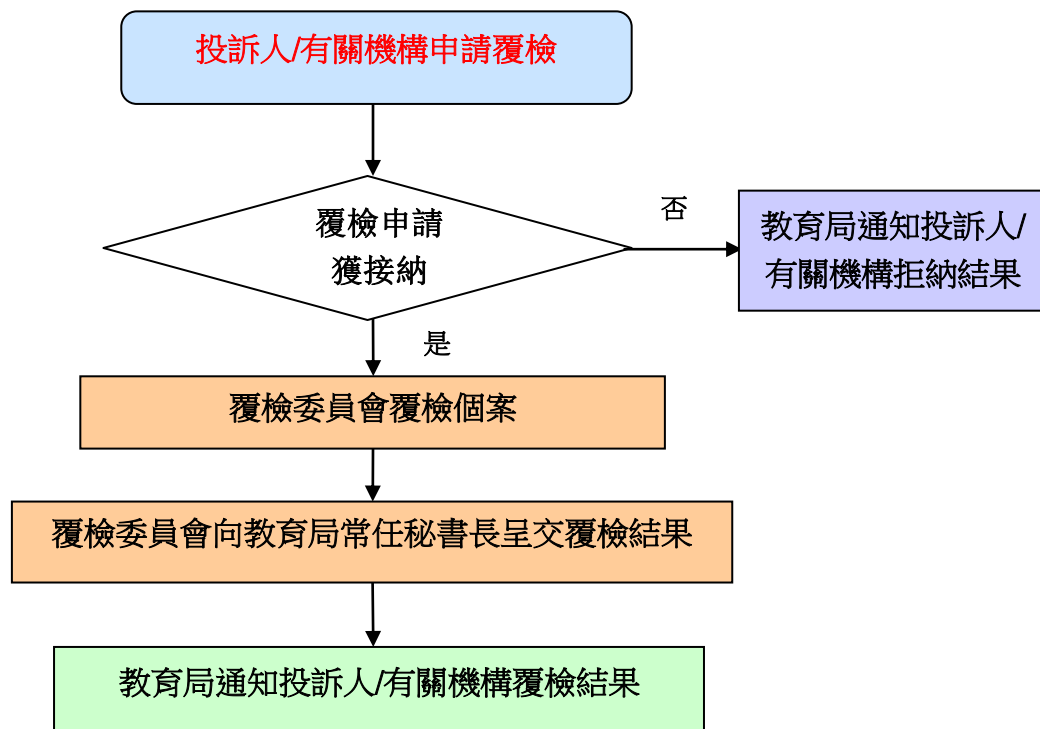 投訴人/有關機構申請覆檢
覆檢申請
獲接納
否
教育局通知投訴人/
有關機構拒納結果
是
覆檢委員會覆檢個案
覆檢委員會向教育局常任秘書長呈交覆檢結果
教育局通知投訴人/有關機構覆檢結果